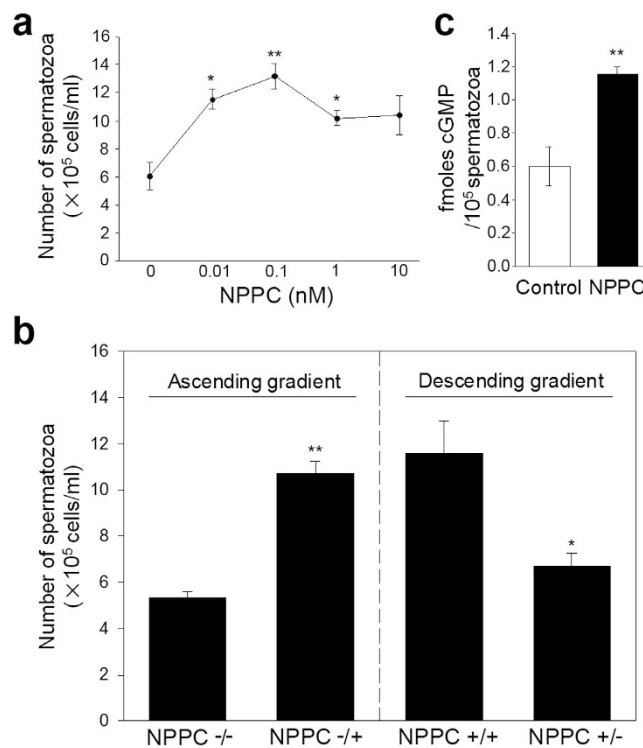 a
Number of spermatozoa
(×10⁵ cells/ml)
16
14
12
10
8
6
4
2
0
*
**
*
0 0.01 0.1 1 10
NPPC (nM)
c
fmoles cGMP
/10⁵ spermatozoa
1.4
1.2
1.0
0.8
0.6
0.4
0.2
0.0
**
Control NPPC
b
Number of spermatozoa
(×10⁵ cells/ml)
16
14
12
10
8
6
4
2
0
Ascending gradient
Descending gradient
**
*
NPPC -/- NPPC -/+ NPPC +/+ NPPC +/-